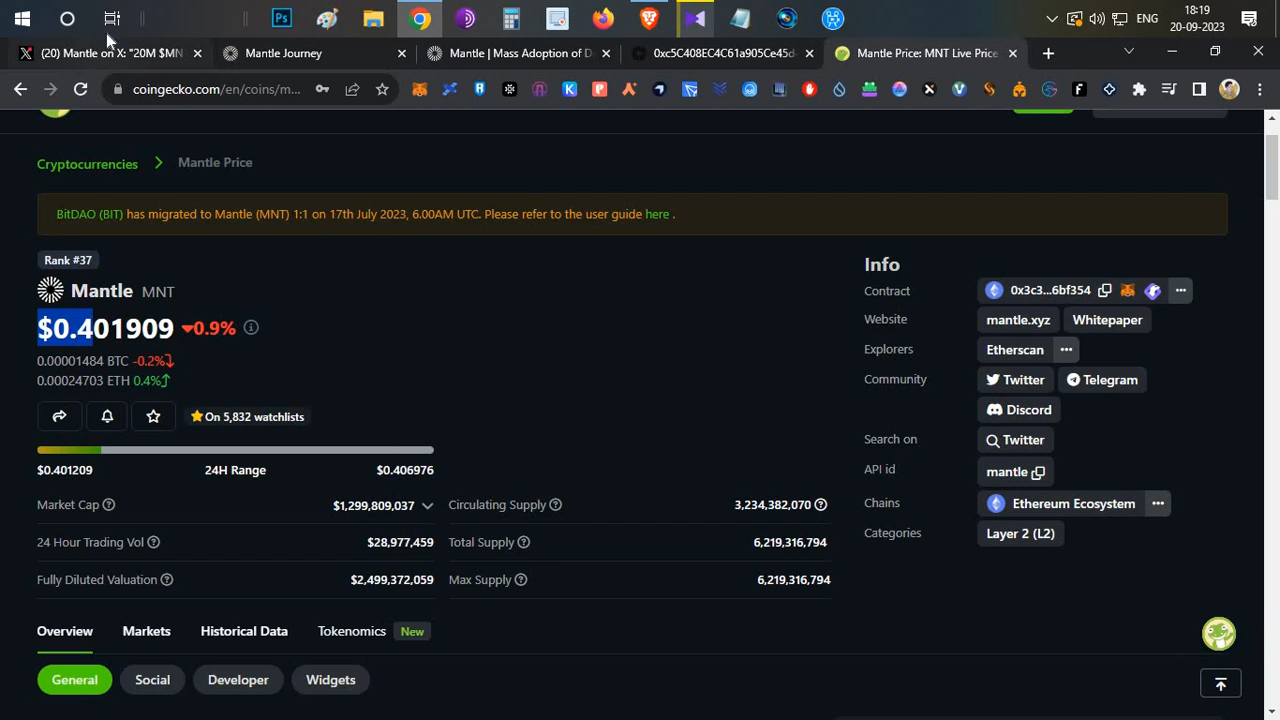 Ps
ENG
18:19
20-09-2023
(20) Mantle on X: "20M $MN
Mantle Journey
Mantle | Mass Adoption of D
0xc5C408EC4C61a905Ce45d
Mantle Price: MNT Live Price
coingecko.com/en/coins/m...
Cryptocurrencies
Mantle Price
BitDAO (BIT) has migrated to Mantle (MNT) 1:1 on 17th July 2023, 6.00AM UTC. Please refer to the user guide here .
Rank #37
Mantle MNT
$0.401909 0.9%
0.00001484 BTC -0.2%
0.00024703 ETH 0.4%
On 5,832 watchlists
$0.401209 24H Range $0.406976
Market Cap $1,299,809,037
Circulating Supply 3,234,382,070
24 Hour Trading Vol $28,977,459
Total Supply 6,219,316,794
Fully Diluted Valuation $2,499,372,059
Max Supply 6,219,316,794
Info
Contract 0x3c3...6bf354
Website mantle.xyz Whitepaper
Explorers Etherscan
Community Twitter Telegram
Discord
Search on Twitter
API id mantle
Chains Ethereum Ecosystem
Categories Layer 2 (L2)
Overview Markets Historical Data Tokenomics New
General Social Developer Widgets